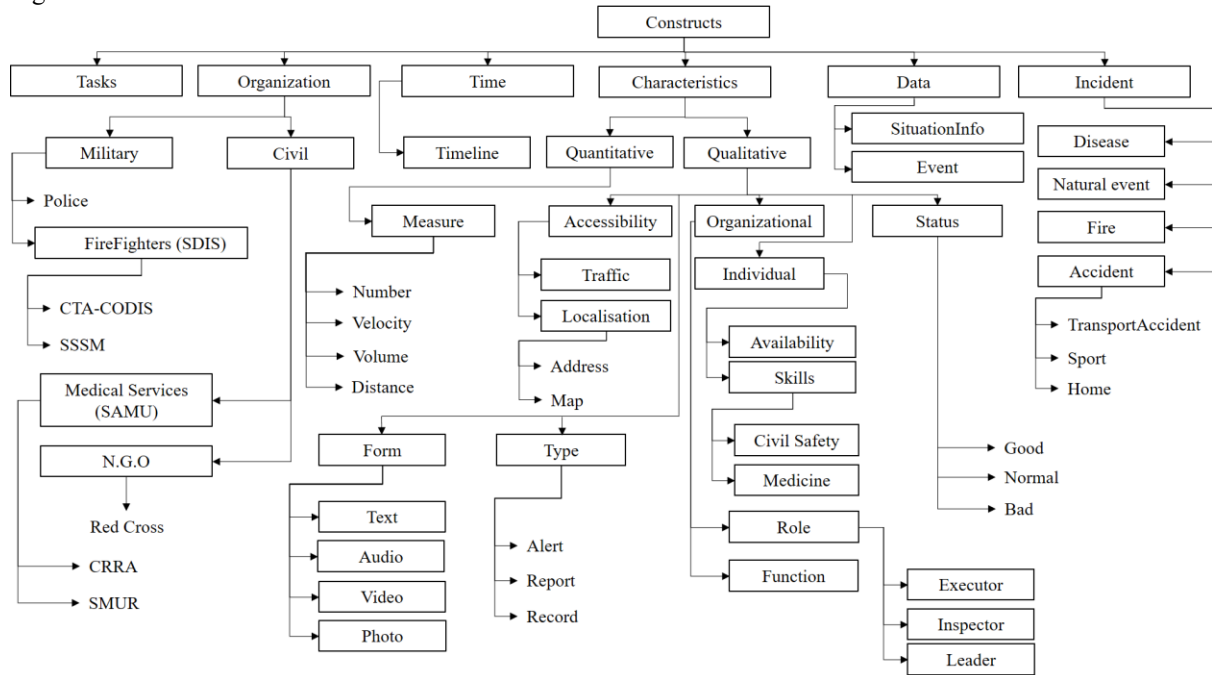 Constructs
Tasks
Organization
Time
Characteristics
Data
Incident
Military
Civil
Timeline
Quantitative
Qualitative
SituationInfo
Event
Disease
Natural event
Fire
Accident
Police
FireFighters (SDIS)
CTA-CODIS
SSSM
Medical Services
(SAMU)
N.G.O
Red Cross
CRRA
SMUR
Measure
Number
Velocity
Volume
Distance
Accessibility
Traffic
Localisation
Address
Map
Organizational
Individual
Availability
Skills
Civil Safety
Medicine
Role
Function
Executor
Inspector
Leader
Status
Good
Normal
Bad
TransportAccident
Sport
Home
Form
Text
Audio
Video
Photo
Type
Alert
Report
Record